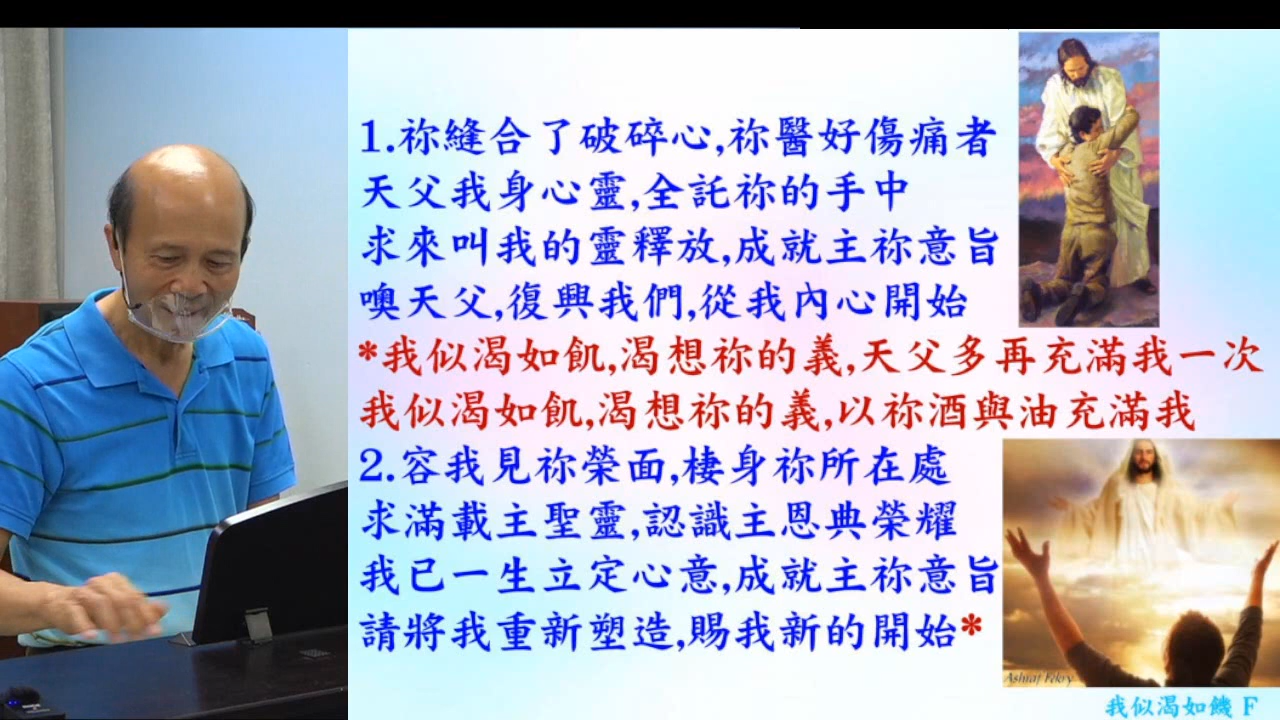 1.祢縫合了破碎心,祢醫好傷痛者
天父我身心靈,全託祢的手中
求來叫我的靈釋放,成就主祢意旨
噢天父,復興我們,從我內心開始
*我似渴如飢,渴想祢的義,天父多再充滿我一次
我似渴如飢,渴想祢的義,以祢酒與油充滿我
2.容我見祢榮面,棲身祢所在處
求滿載主聖靈,認識主恩典榮耀
我已一生立定心意,成就主祢意旨
請將我重新塑造,賜我新的開始*
Ashraf Fekry
我似渴如饑 F